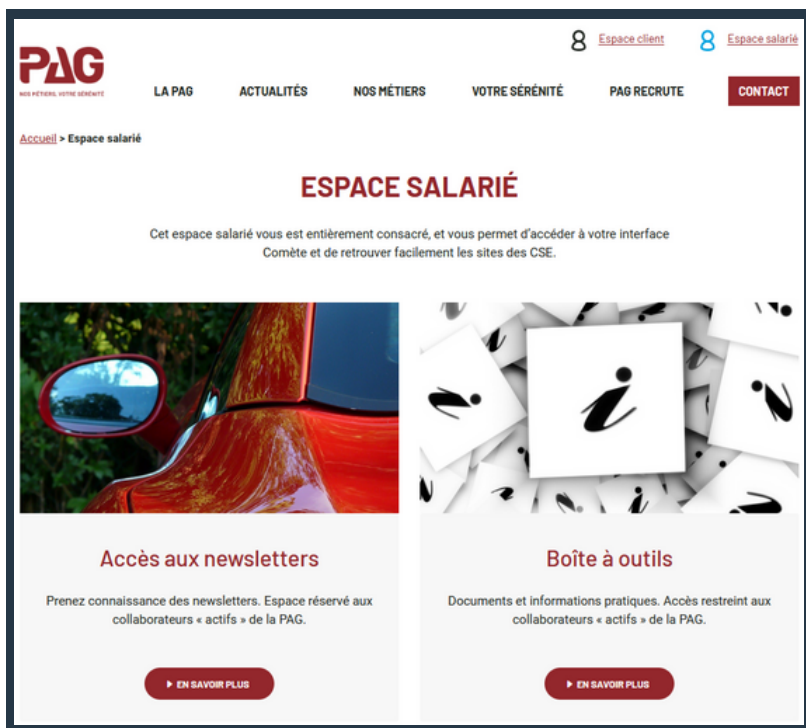 Espace client
Espace salarié
PAG
NOS MÉTIERS, VOTRE SÉRÉNITÉ
LA PAG
ACTUALITÉS
NOS MÉTIERS
VOTRE SÉRÉNITÉ
PAG RECRUTE
CONTACT
Accueil > Espace salarié
ESPACE SALARIÉ
Cet espace salarié vous est entièrement consacré, et vous permet d'accéder à votre interface
Comète et de retrouver facilement les sites des CSE.
i
Accès aux newsletters
Prenez connaissance des newsletters. Espace réservé aux
collaborateurs « actifs » de la PAG.
EN SAVOIR PLUS
Boîte à outils
Documents et informations pratiques. Accès restreint aux
collaborateurs « actifs » de la PAG.
EN SAVOIR PLUS